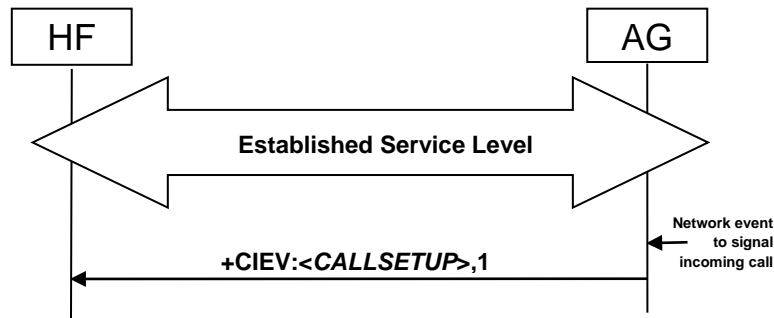 HF
AG
Established Service Level
Network event
to signal
incoming call
+CIEV:<CALLSETUP>,1